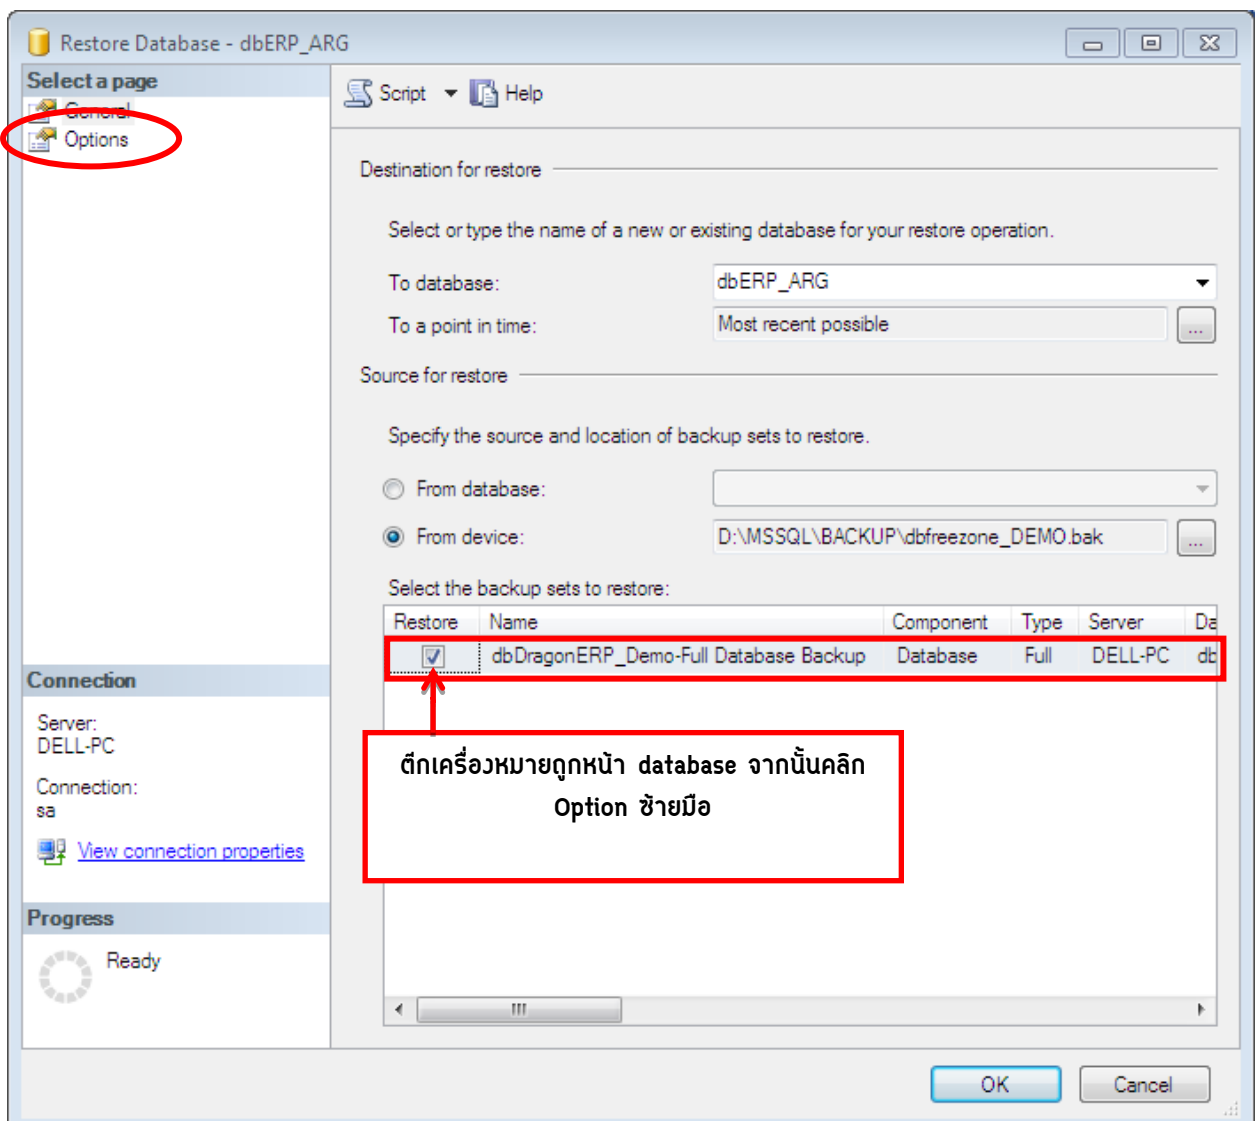 Restore Database - dbERP_ARG
Select a page
General
Options
Script
Help
Destination for restore
Select or type the name of a new or existing database for your restore operation.
To database:
dbERP_ARG
To a point in time:
Most recent possible
...
Source for restore
Specify the source and location of backup sets to restore.
From database:
From device:
D:\MSSQL\BACKUP\dbfreezone_DEMO.bak
...
Select the backup sets to restore:
Restore Name Component Type Server Da
dbDragonERP_Demo-Full Database Backup Database Full DELL-PC db
ติกเครื่องหมายถูกหน้า database จากนั้นคลิก
Option ซ้ายมือ
Connection
Server:
DELL-PC
Connection:
sa
View connection properties
Progress
Ready
OK
Cancel